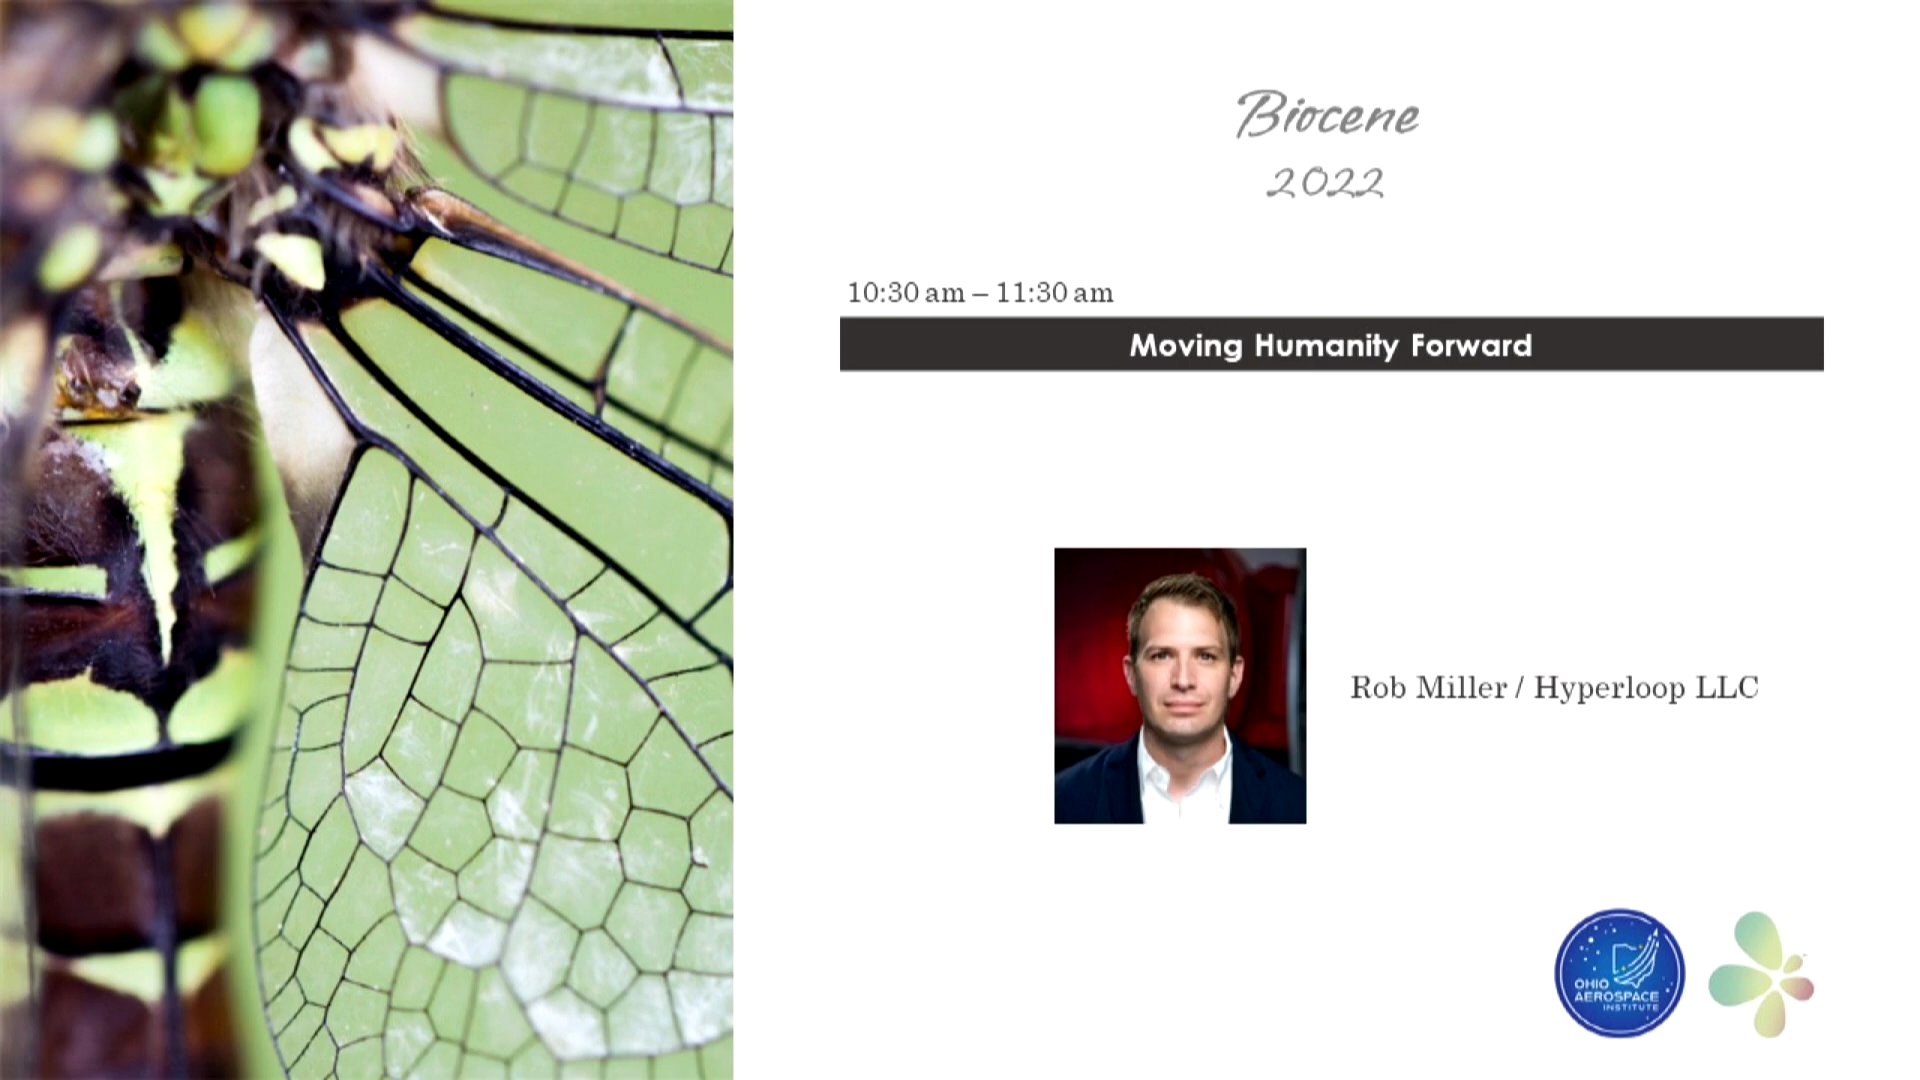 Biocene
2022
10:30 am – 11:30 am
Moving Humanity Forward
Rob Miller / Hyperloop LLC
OHIO
AEROSPACE
INSTITUTE